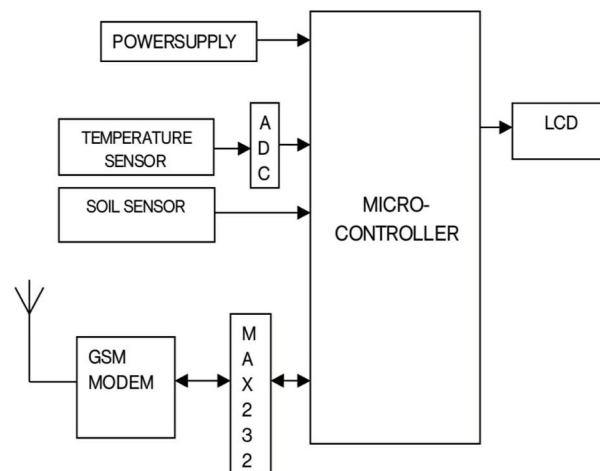 POWERSUPPLY
TEMPERATURE
SENSOR
A
D
C
SOIL SENSOR
MICRO-
CONTROLLER
LCD
GSM
MODEM
M
A
X
2
3
2